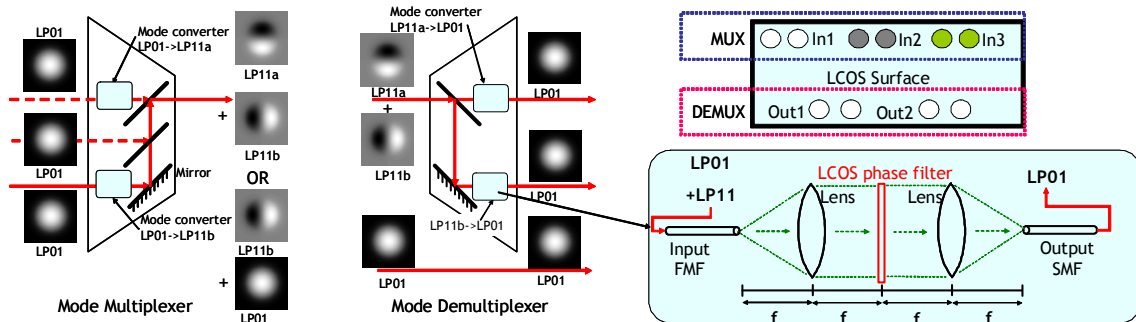 LP01
Mode converter
LP01->LP11a
LP11a
+
LP01
LP11b
OR
LP01
Mirror
Mode converter
LP01->LP11b
LP11b
+
LP01
Mode Multiplexer
Mode converter
LP11a->LP01
LP11a
+
LP11b
LP01
LP01
LP11b->LP01
LP01
LP01
LP01
Mode Demultiplexer
MUX
In1
In2
In3
LCOS Surface
DEMUX
Out1
Out2
LP01
+LP11
LCOS phase filter
LP01
Lens
Lens
Input
FMF
Output
SMF
f
f
f
f